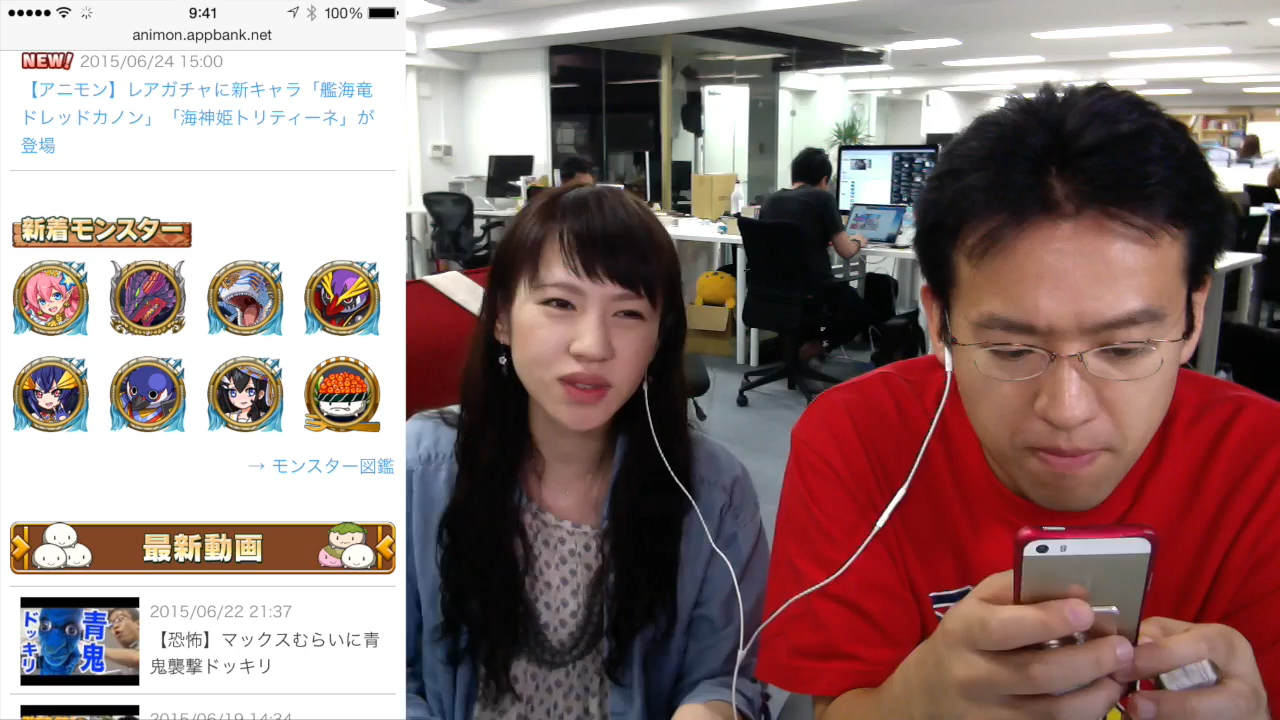 9:41
100%
animon.appbank.net
NEW! 2015/06/24 15:00
【アニモン】レアガチャに新キャラ「艦海竜
ドレッドカノン」「海神姫トリティーネ」が
登場
新着モンスター
→ モンスター図鑑
最新動画
青鬼
ドッキリ
2015/06/22 21:37
【恐怖】マックスむらいに青
鬼襲撃ドッキリ
2015/06/19 14:34